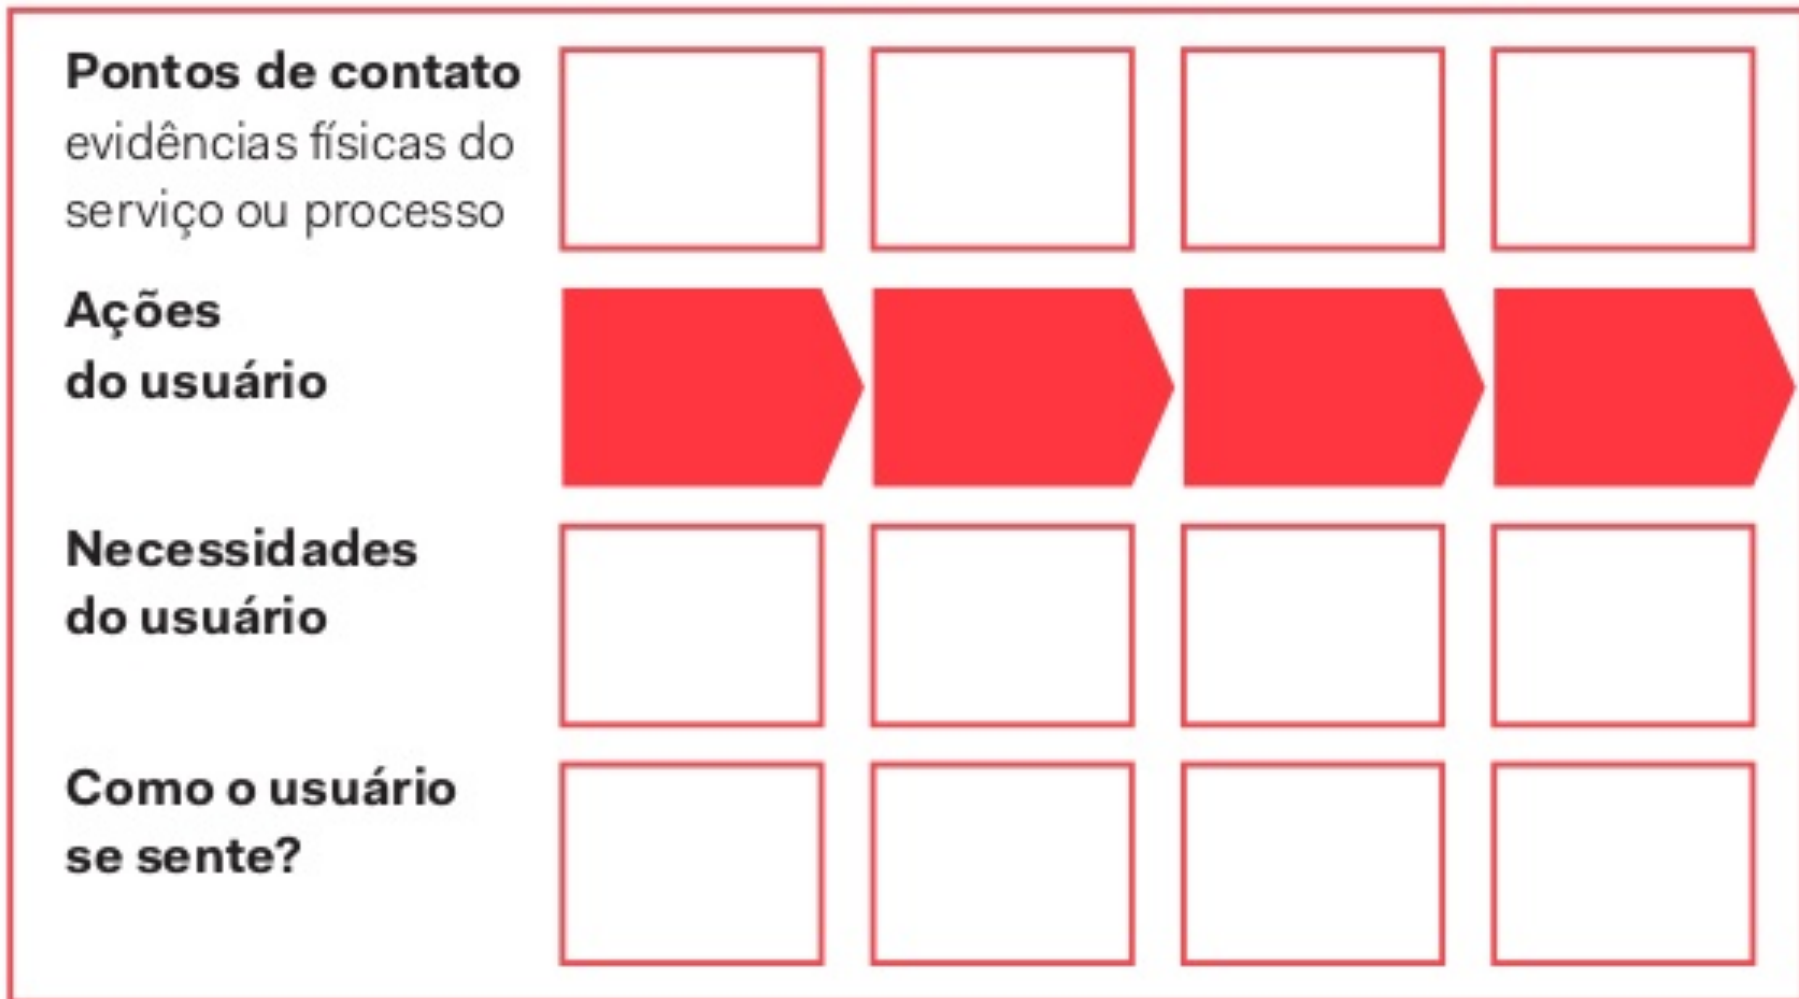 Pontos de contato
evidências físicas do
serviço ou processo
Ações
do usuário
Necessidades
do usuário
Como o usuário
se sente?